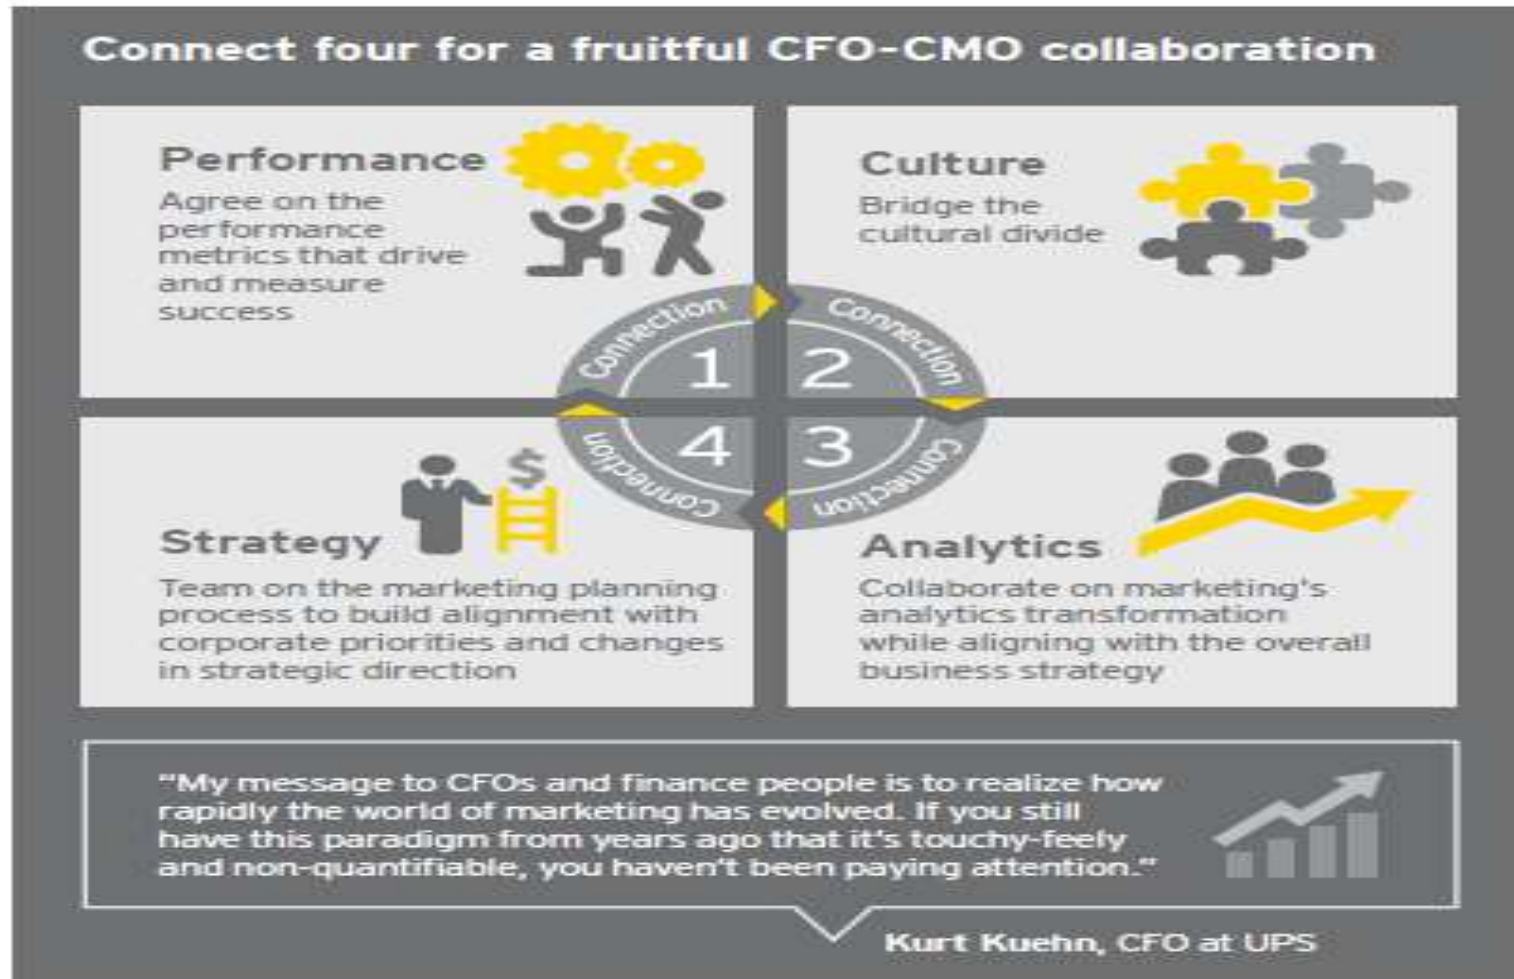 Connect four for a fruitful CFO-CMO collaboration
Performance
Agree on the
performance
metrics that drive
and measure
success
Connection
1
Culture
Bridge the
cultural divide
Connection
2
Strategy
Team on the marketing planning
process to build alignment with
corporate priorities and changes
in strategic direction
Connection
4
$
Analytics
Collaborate on marketing's
analytics transformation
while aligning with the overall
business strategy
Connection
3
"My message to CFOs and finance people is to realize how
rapidly the world of marketing has evolved. If you still
have this paradigm from years ago that it's touchy-feely
and non-quantifiable, you haven't been paying attention."
Kurt Kuehn, CFO at UPS